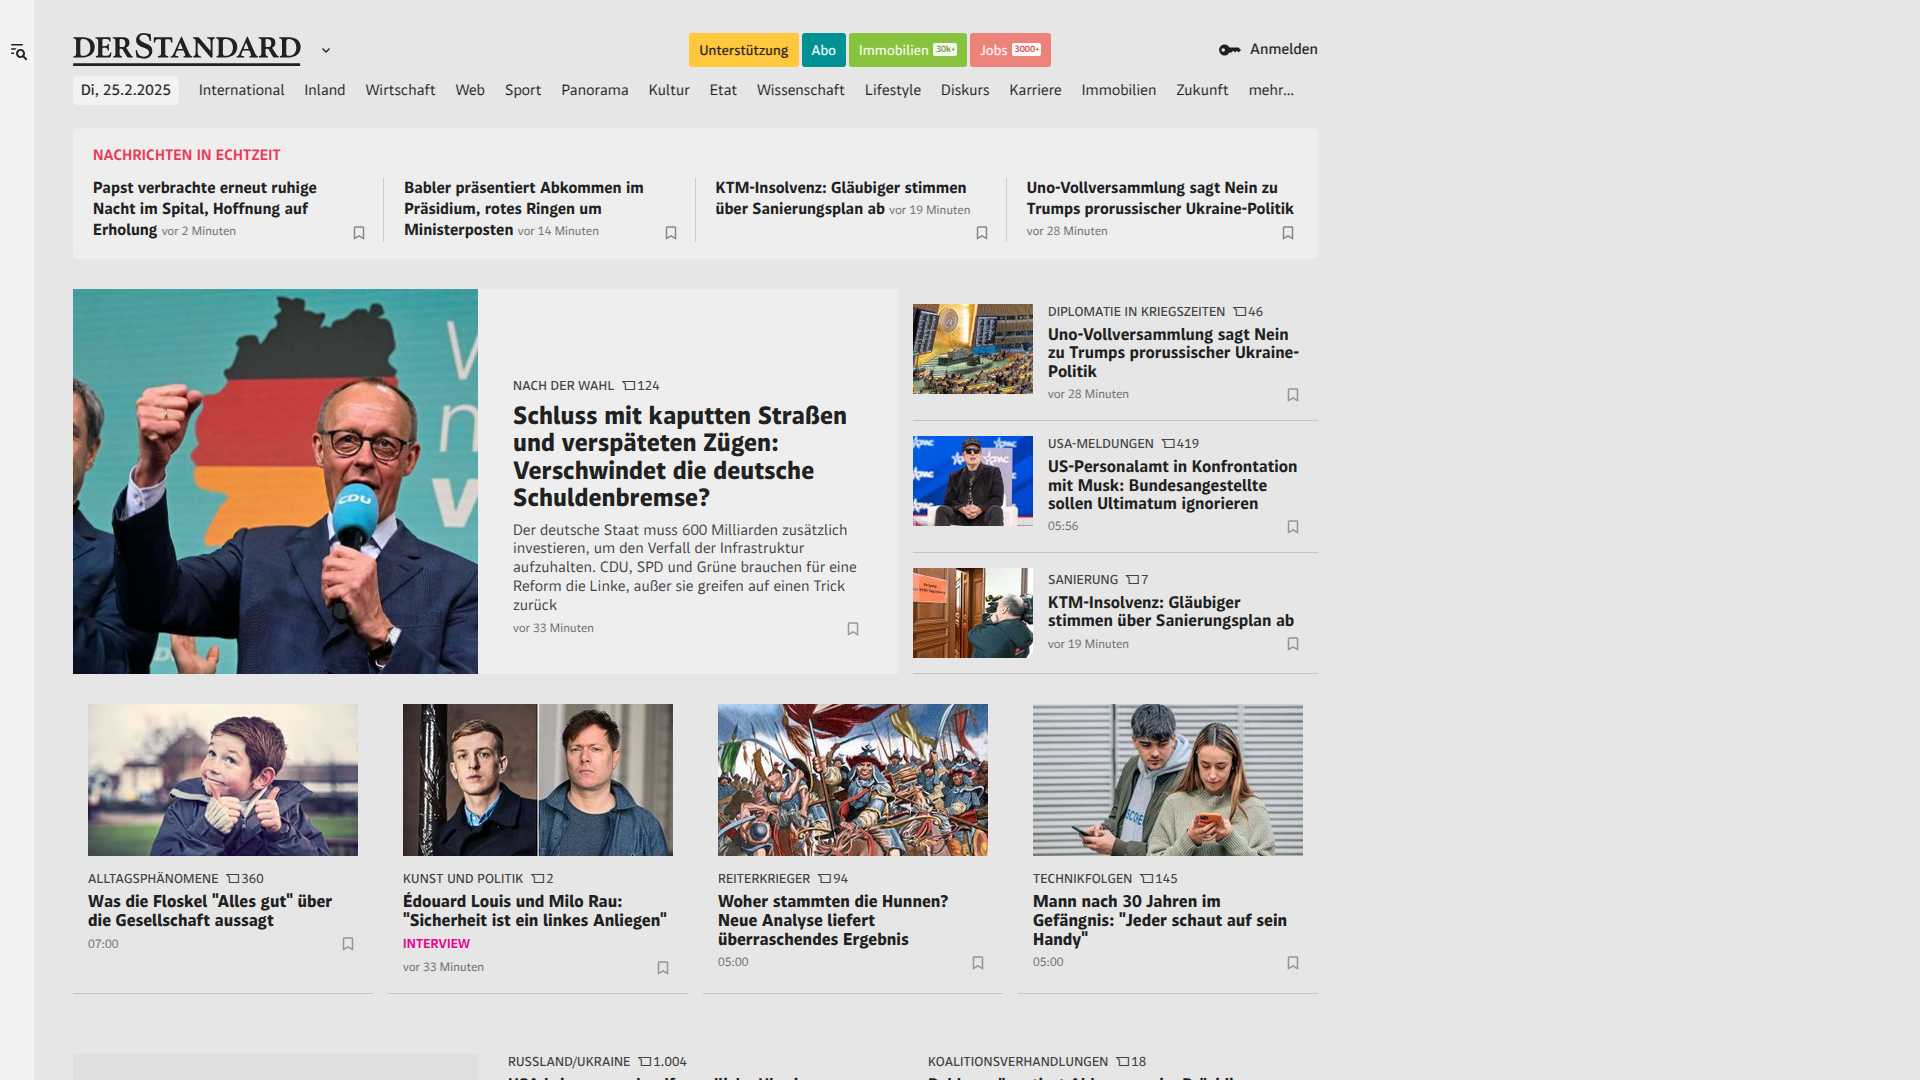 DERSTANDARD
Unterstützung
Abo
Immobilien 30k+
Jobs 3000+
Anmelden
Di, 25.2.2025
International
Inland
Wirtschaft
Web
Sport
Panorama
Kultur
Etat
Wissenschaft
Lifestyle
Diskurs
Karriere
Immobilien
Zukunft
mehr...
NACHRICHTEN IN ECHTZEIT
Papst verbrachte erneut ruhige
Nacht im Spital, Hoffnung auf
Erholung vor 2 Minuten
Babler präsentiert Abkommen im
Präsidium, rotes Ringen um
Ministerposten vor 14 Minuten
KTM-Insolvenz: Gläubiger stimmen
über Sanierungsplan ab vor 19 Minuten
Uno-Vollversammlung sagt Nein zu
Trumps prorussischer Ukraine-Politik
vor 28 Minuten
CDU
NACH DER WAHL 124
Schluss mit kaputten Straßen
und verspäteten Zügen:
Verschwindet die deutsche
Schuldenbremse?
Der deutsche Staat muss 600 Milliarden zusätzlich
investieren, um den Verfall der Infrastruktur
aufzuhalten. CDU, SPD und Grüne brauchen für eine
Reform die Linke, außer sie greifen auf einen Trick
zurück
vor 33 Minuten
DIPLOMATIE IN KRIEGSZEITEN 46
Uno-Vollversammlung sagt Nein
zu Trumps prorussischer Ukraine-
Politik
vor 28 Minuten
USA-MELDUNGEN 419
US-Personalamt in Konfrontation
mit Musk: Bundesangestellte
sollen Ultimatum ignorieren
05:56
SANIERUNG 7
KTM-Insolvenz: Gläubiger
stimmen über Sanierungsplan ab
vor 19 Minuten
ALLTAGSPHÄNOMENE 360
Was die Floskel "Alles gut" über
die Gesellschaft aussagt
07:00
KUNST UND POLITIK 2
Édouard Louis und Milo Rau:
"Sicherheit ist ein linkes Anliegen"
INTERVIEW
vor 33 Minuten
REITERKRIEGER 94
Woher stammten die Hunnen?
Neue Analyse liefert
überraschendes Ergebnis
05:00
TECHNIKFOLGEN 145
Mann nach 30 Jahren im
Gefängnis: "Jeder schaut auf sein
Handy"
05:00
RUSSLAND/UKRAINE 1.004
KOALITIONSVERHANDLUNGEN 18